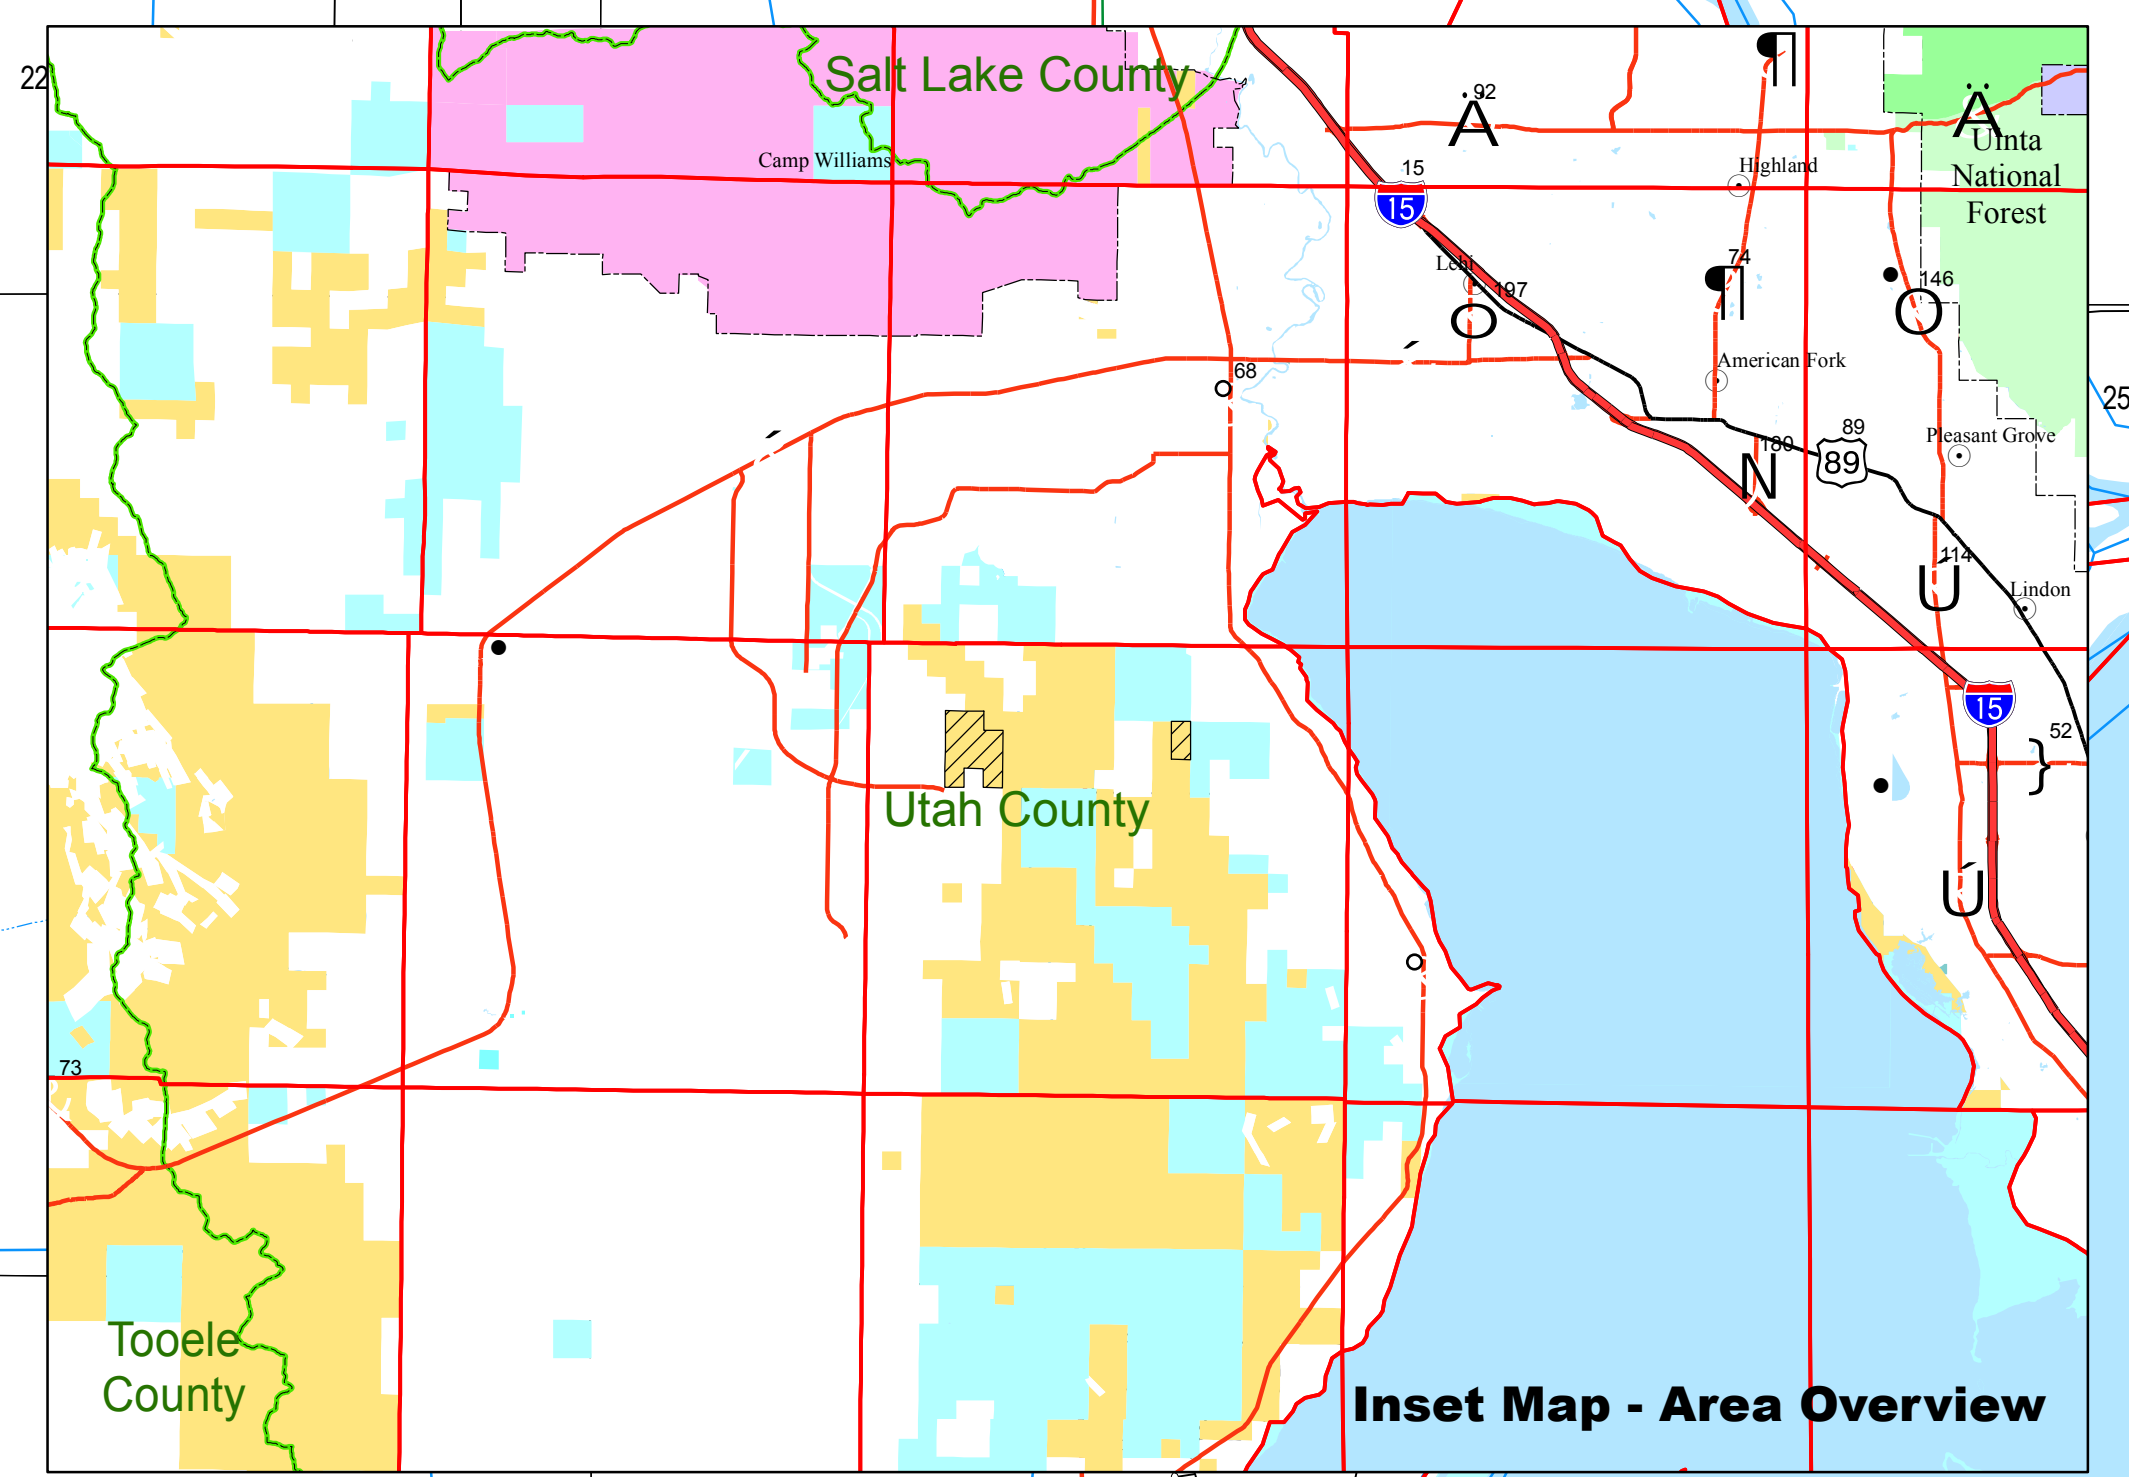 22
Salt Lake County
¶
92
Ä
Ä
Uinta
National
Forest
Camp Williams
15
15
Highland
Lehi
197
O
74
¶
146
O
68
American Fork
25
89
89
180
N
Pleasant Grove
114
Ú
Lindon
15
52
}
Utah County
Ú
73
Tooele
County
Inset Map - Area Overview